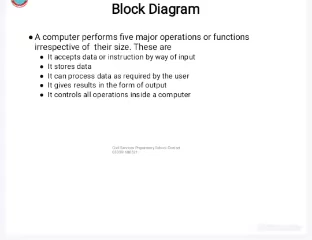 Block Diagram
● A computer performs five major operations or functions
irrespective of their size. These are
● It accepts data or instruction by way of input
● It stores data
● It can process data as required by the user
● It gives results in the form of output
● It controls all operations inside a computer